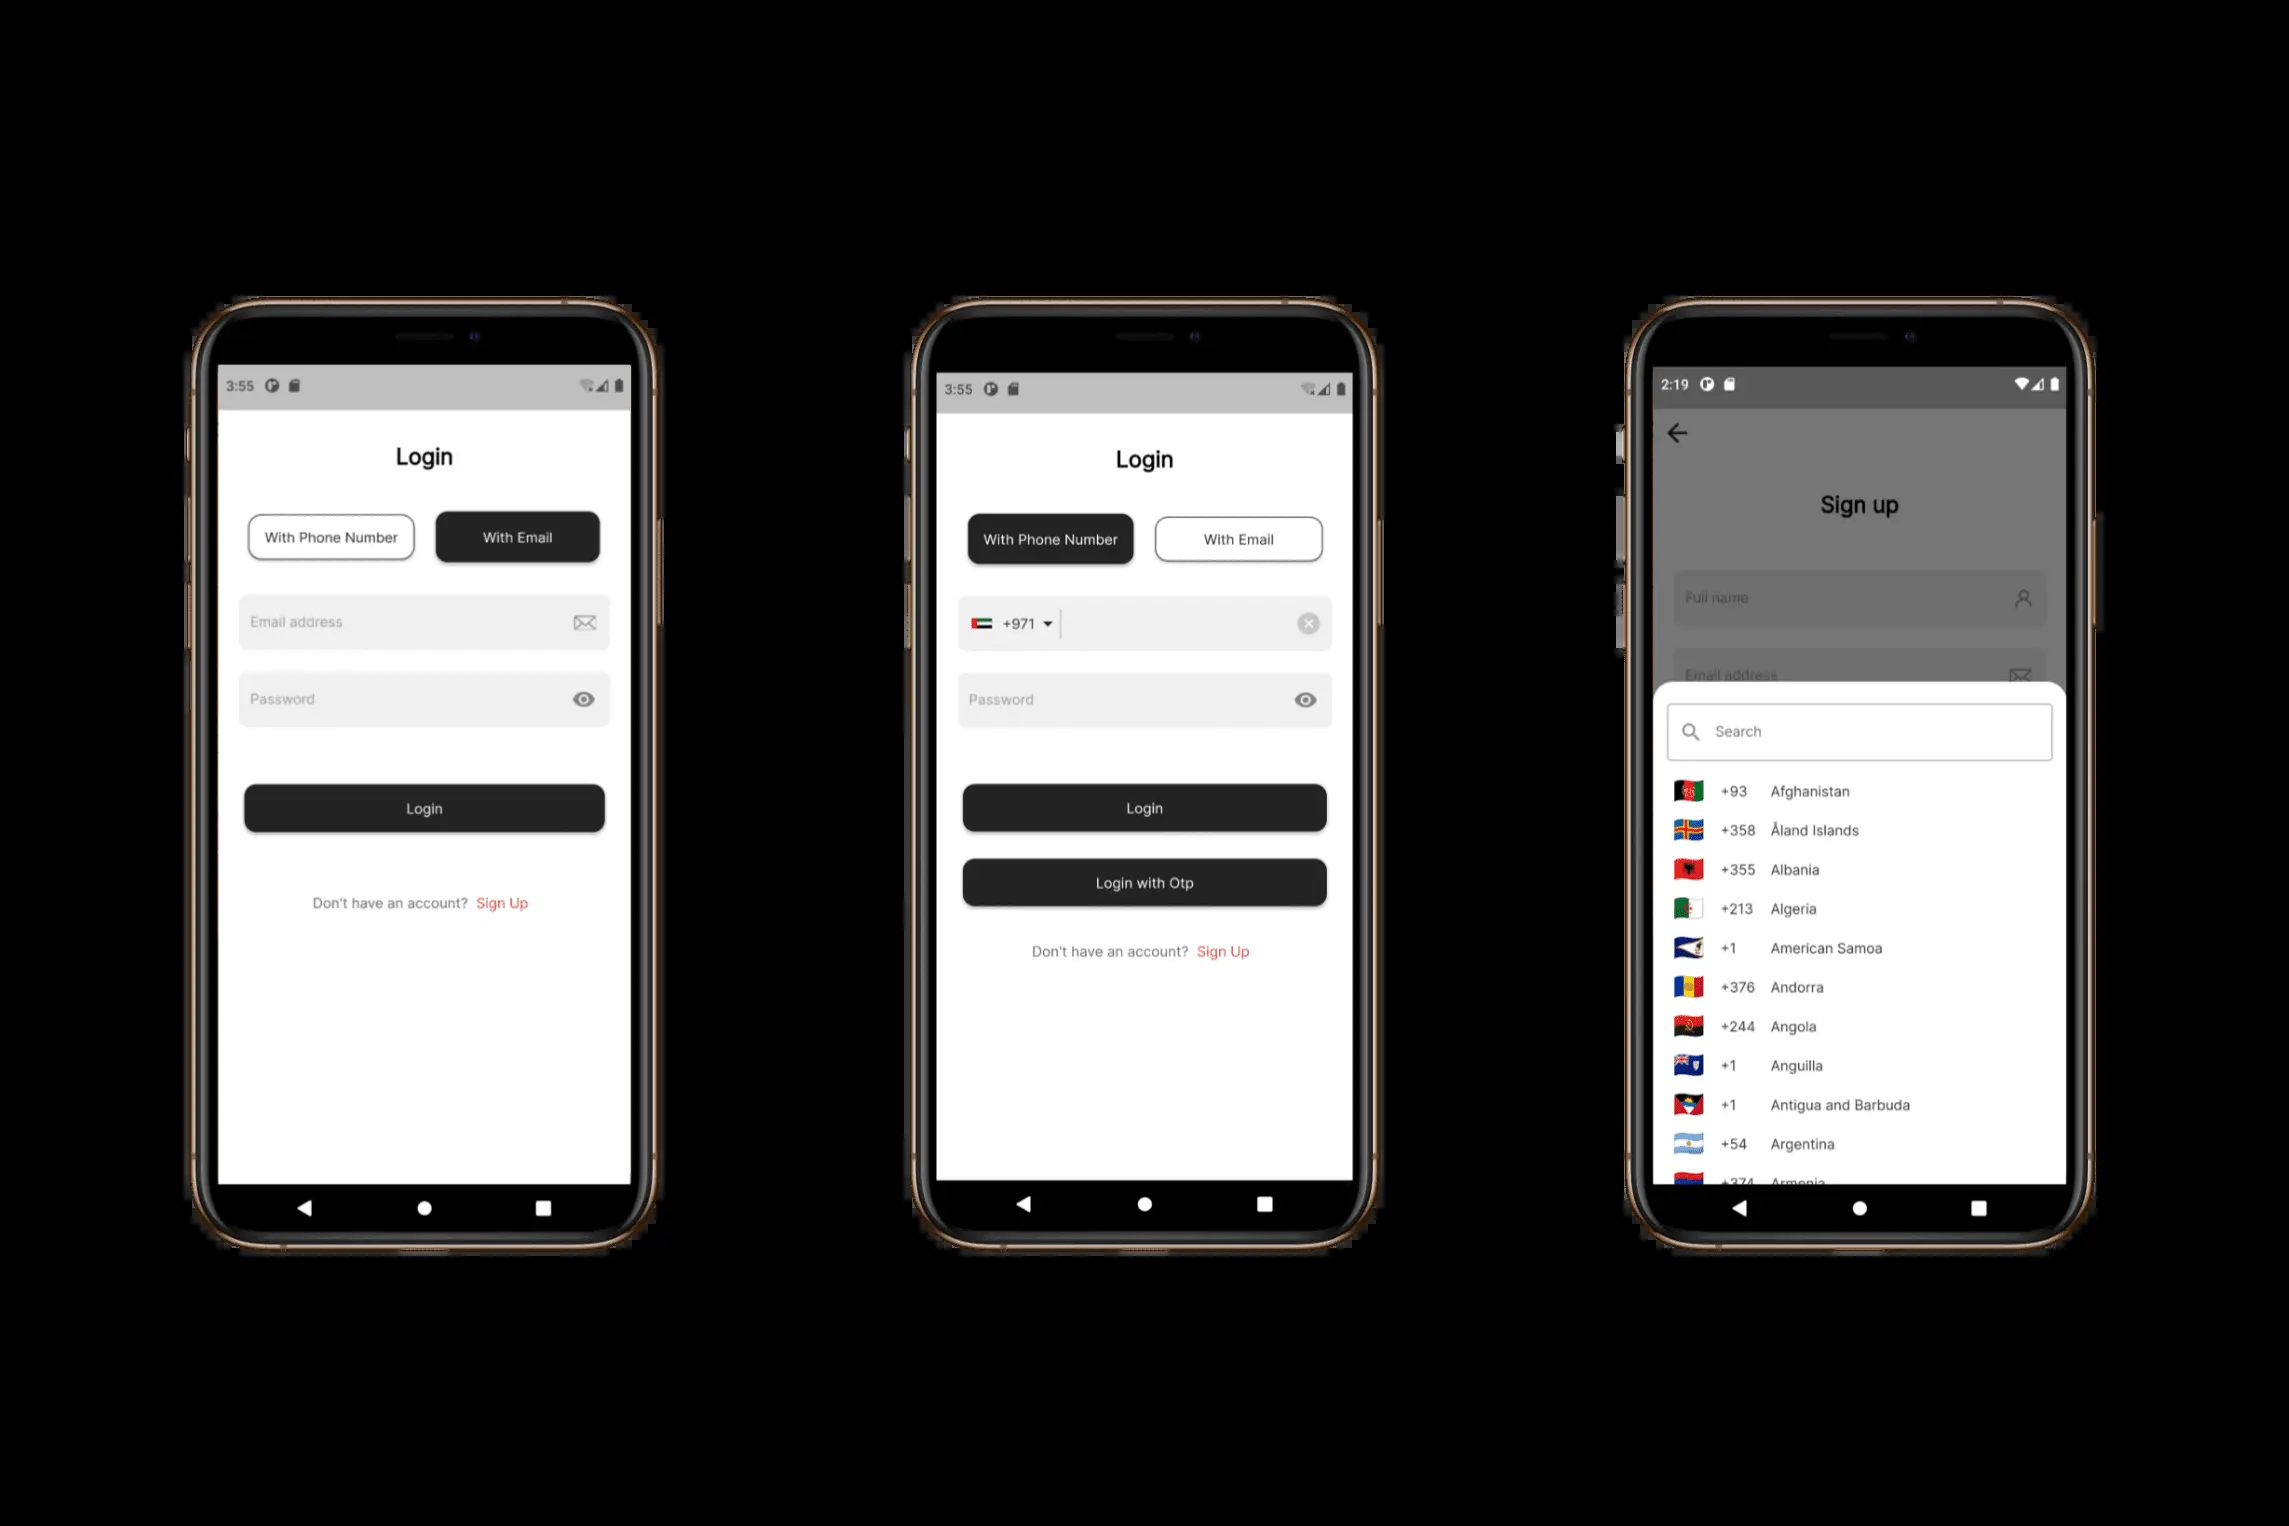 3:55
Login
With Phone Number
With Email
Email address
Password
Login
Don't have an account? Sign Up
3:55
Login
With Phone Number
With Email
+971
Password
Login
Login with Otp
Don't have an account? Sign Up
2:19
Sign up
Full name
Email address
Search
+93 Afghanistan
+358 Åland Islands
+355 Albania
+213 Algeria
+1 American Samoa
+376 Andorra
+244 Angola
+1 Anguilla
+1 Antigua and Barbuda
+54 Argentina
+374 Armenia